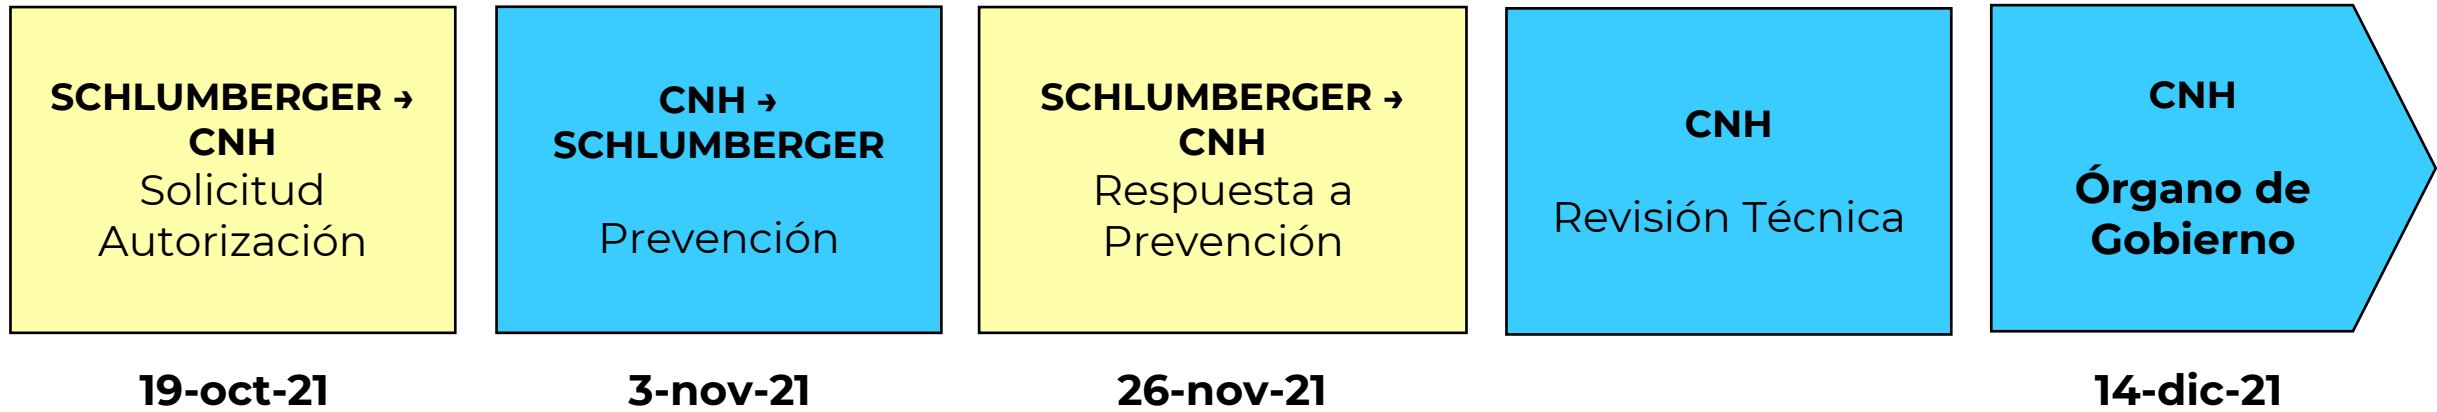 SCHLUMBERGER →
CNH
Solicitud
Autorización
19-oct-21
CNH →
SCHLUMBERGER
Prevención
3-nov-21
SCHLUMBERGER →
CNH
Respuesta a
Prevención
26-nov-21
CNH
Revisión Técnica
CNH
Órgano de
Gobierno
14-dic-21